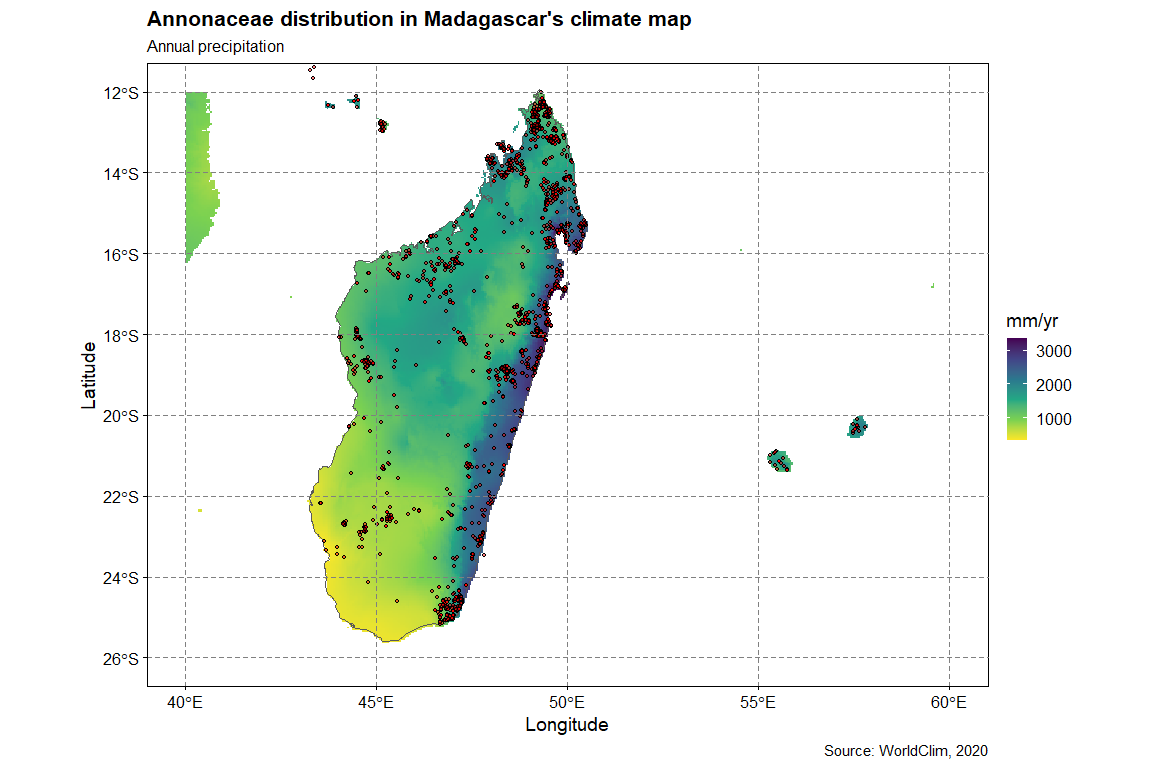 Annonaceae distribution in Madagascar's climate map
Annual precipitation
12°S
14°S
16°S
18°S
20°S
22°S
24°S
26°S
Latitude
40°E
45°E
50°E
55°E
60°E
Longitude
mm/yr
3000
2000
1000
Source: WorldClim, 2020